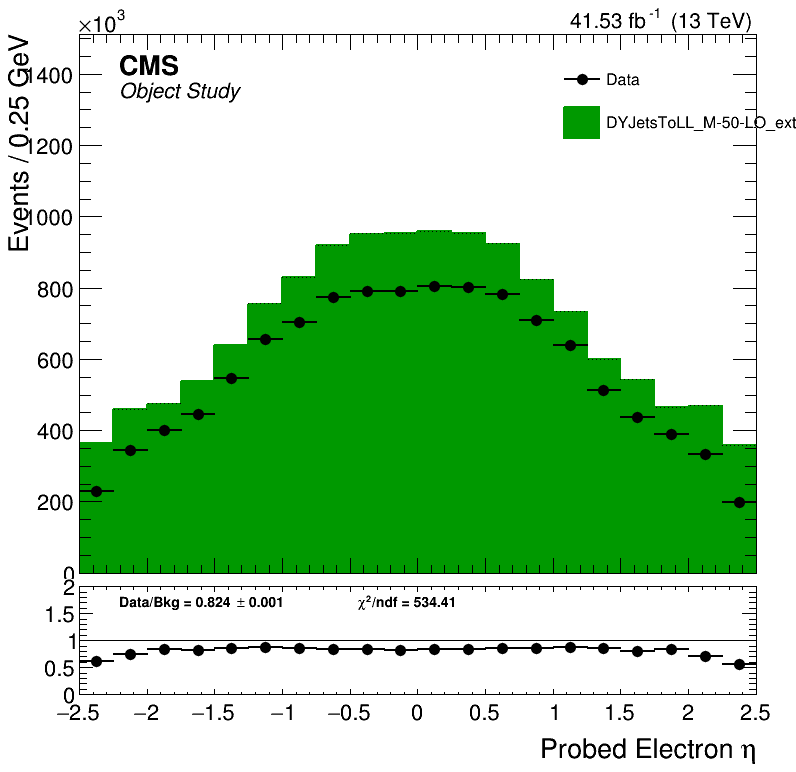 ×10³
41.53 fb⁻¹ (13 TeV)
Events / 0.25 GeV
CMS
Object Study
Data
DYJetsToLL_M-50-LO_ext
1400
1200
1000
800
600
400
200
0
2
1.5
1
0.5
0
Data/Bkg = 0.824 ± 0.001 χ²/ndf = 534.41
−2.5 −2 −1.5 −1 −0.5 0 0.5 1 1.5 2 2.5
Probed Electron η